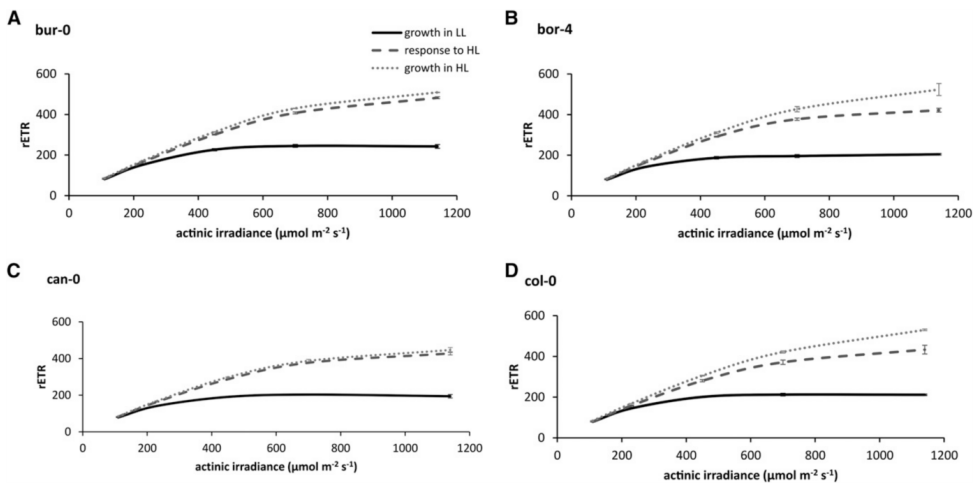 A
bur-0
growth in LL
response to HL
growth in HL
600
400
200
0
rETR
0 200 400 600 800 1000 1200
actinic irradiance (μmol m⁻² s⁻¹)
B
bor-4
600
400
200
0
rETR
0 200 400 600 800 1000 1200
actinic irradiance (μmol m⁻² s⁻¹)
C
can-0
600
400
200
0
rETR
0 200 400 600 800 1000 1200
actinic irradiance (μmol m⁻² s⁻¹)
D
col-0
600
400
200
0
rETR
0 200 400 600 800 1000 1200
actinic irradiance (μmol m⁻² s⁻¹)